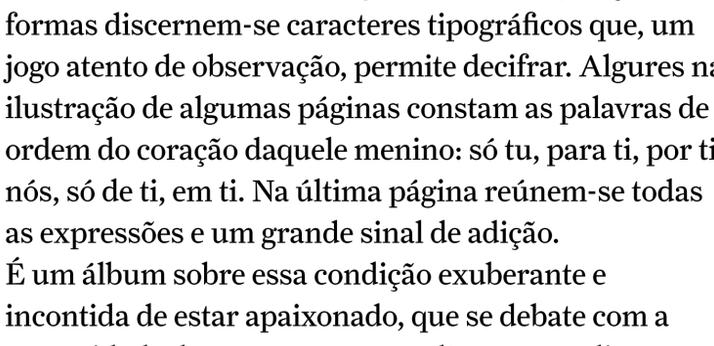 formas discernem-se caracteres tipográficos que, um
jogo atento de observação, permite decifrar. Algures na
ilustração de algumas páginas constam as palavras de
ordem do coração daquele menino: só tu, para ti, por ti
nós, só de ti, em ti. Na última página reúnem-se todas
as expressões e um grande sinal de adição.
É um álbum sobre essa condição exuberante e
incontida de estar apaixonado, que se debate com a